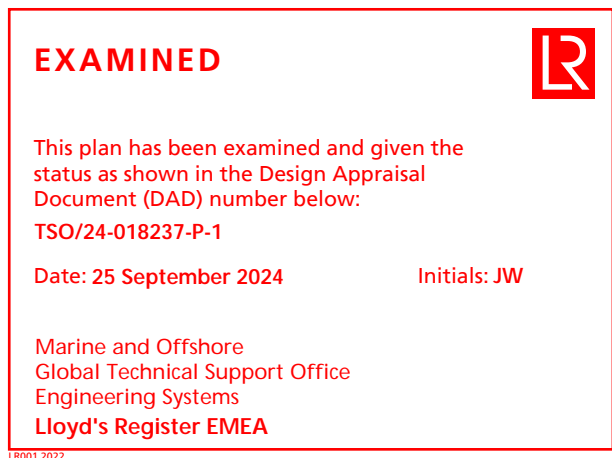 EXAMINED
LR
This plan has been examined and given the
status as shown in the Design Appraisal
Document (DAD) number below:
TSO/24-018237-P-1
Date: 25 September 2024 Initials: JW
Marine and Offshore
Global Technical Support Office
Engineering Systems
Lloyd's Register EMEA
LR001.2022